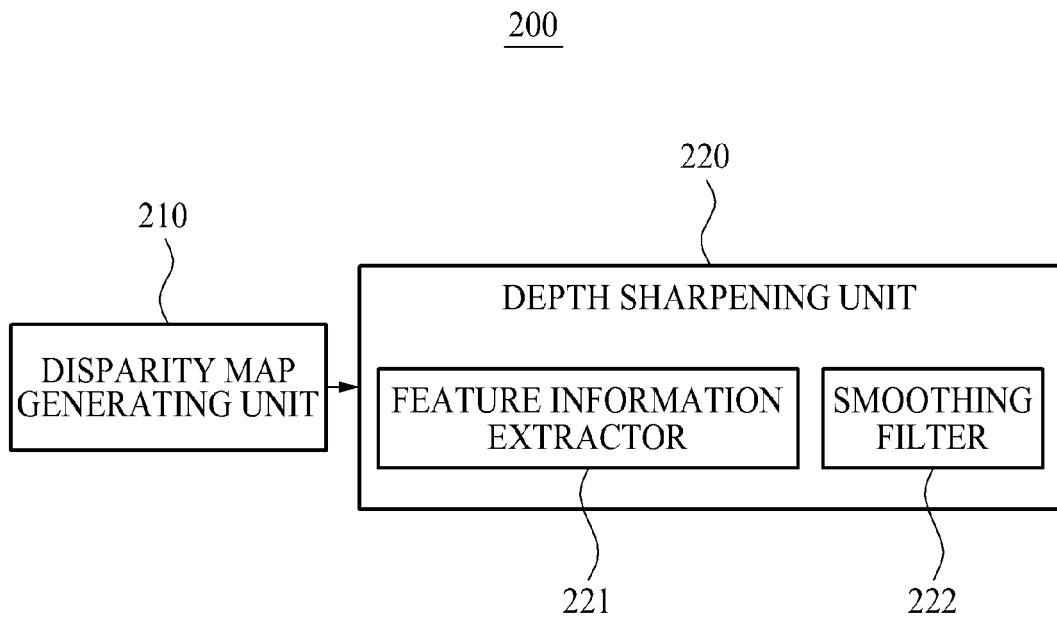 200
220
210
DEPTH SHARPENING UNIT
DISPARITY MAP
GENERATING UNIT
FEATURE INFORMATION
EXTRACTOR
SMOOTHING
FILTER
221
222